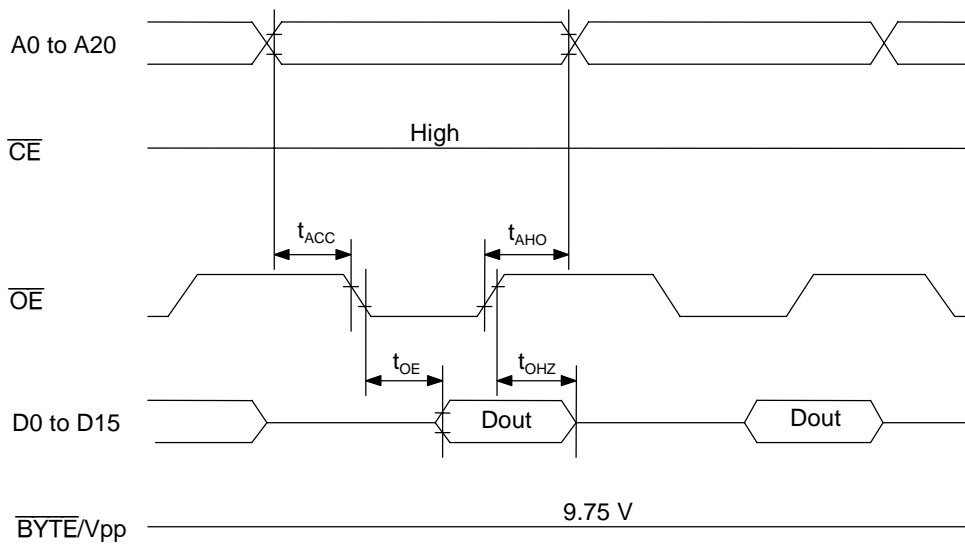 A0 to A20
High
CE
tACC
tAHO
OE
tOE
tOHZ
D0 to D15
Dout
Dout
9.75 V
BYTE/Vpp